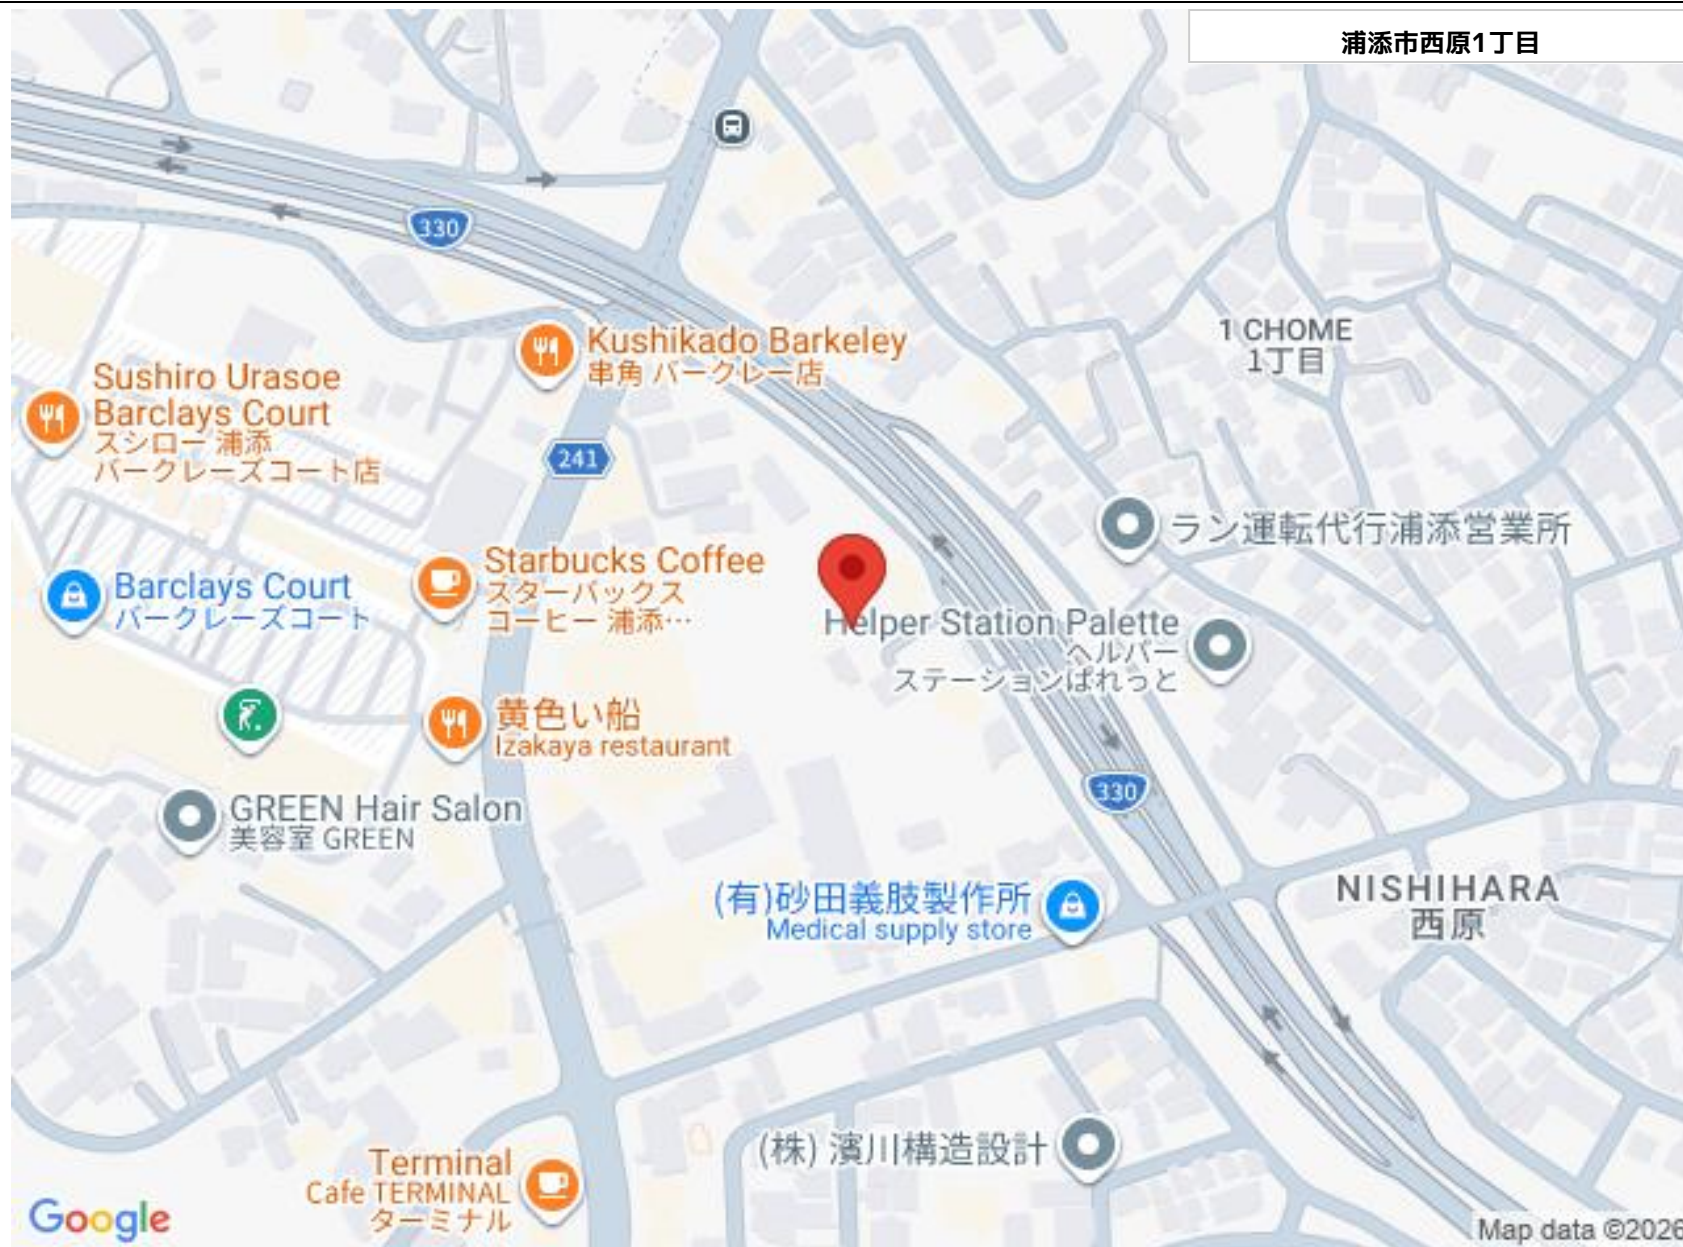 浦添市西原1丁目
330
Kushikado Barkeley
串角 バークレー店
1 CHOME
1丁目
Sushiro Urasoe
Barclays Court
スシロー 浦添
バークレーズコート店
241
ラン運転代行浦添営業所
Starbucks Coffee
スターバックス
コーヒー 浦添…
Barclays Court
バークレーズコート
Helper Station Palette
ヘルパー
ステーションぱれっと
黄色い船
Izakaya restaurant
330
GREEN Hair Salon
美容室 GREEN
(有)砂田義肢製作所
Medical supply store
NISHIHARA
西原
(株) 濱川構造設計
Terminal
Cafe TERMINAL
ターミナル
Google
Map data ©2026